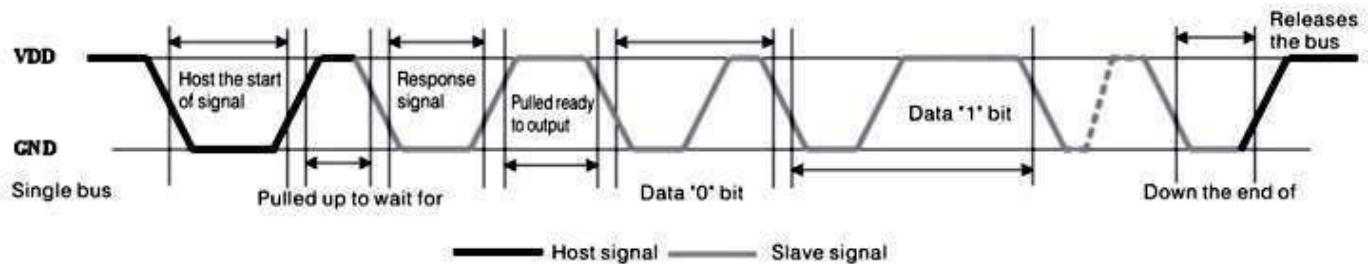 Releases
the bus
VDD
Host the start
of signal
Response
signal
Pulled ready
to output
Data "1" bit
GND
Single bus
Pulled up to wait for
Data "0" bit
Down the end of
Host signal
Slave signal